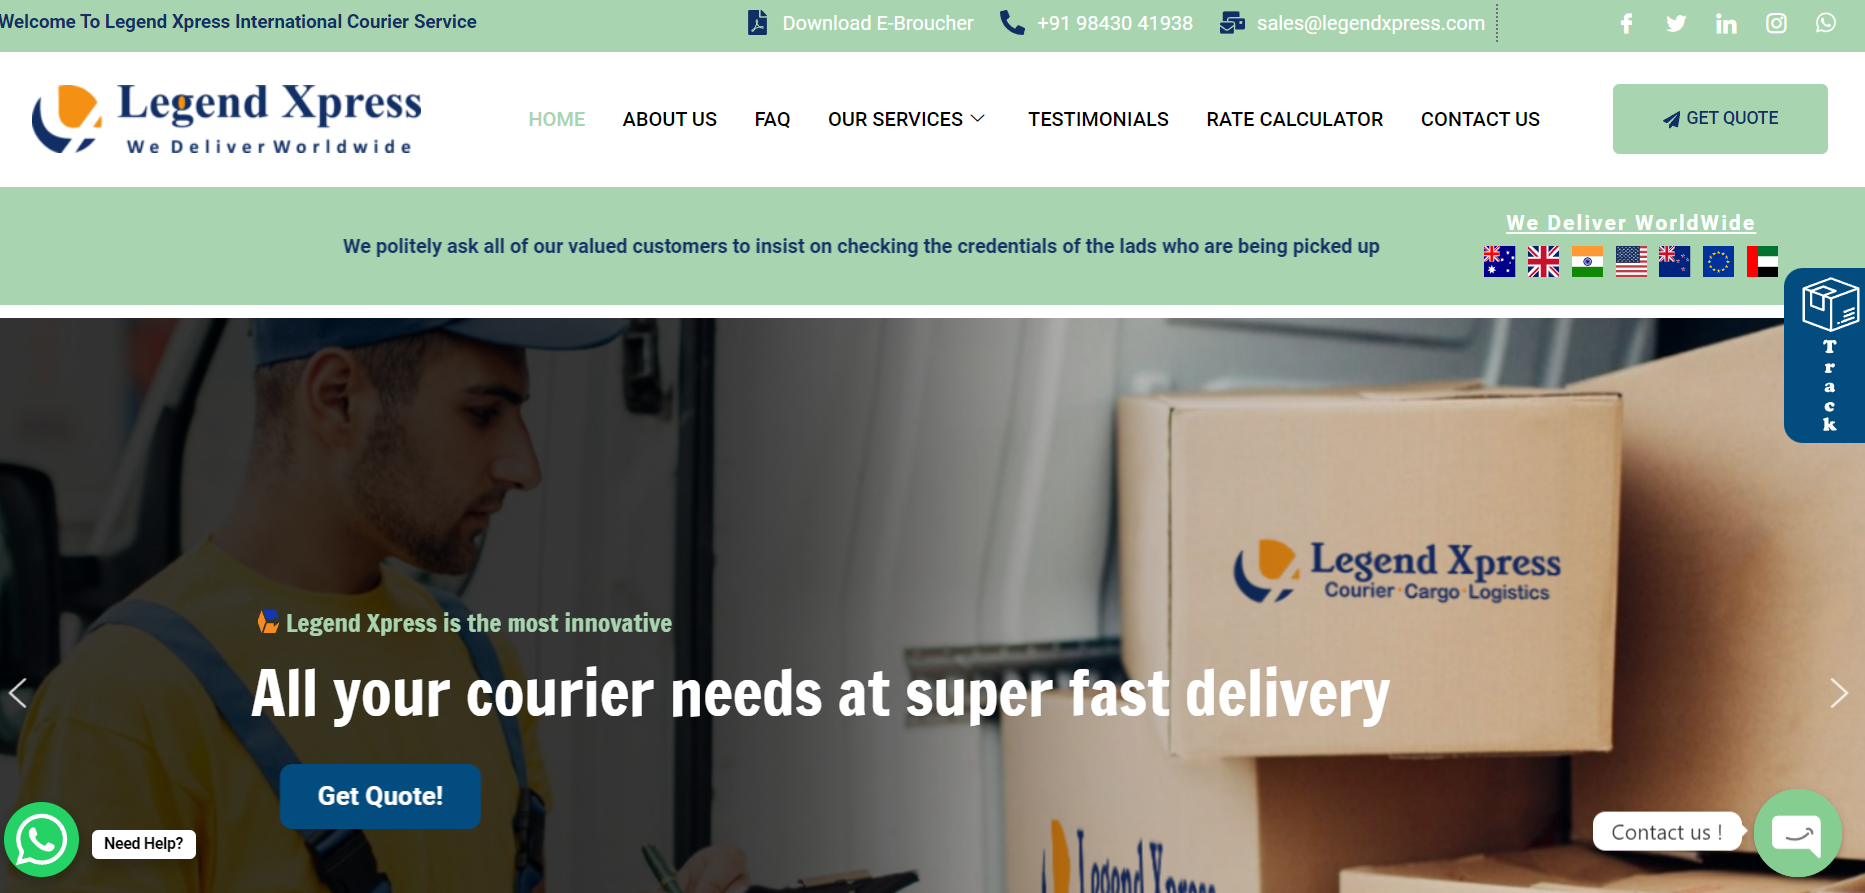 Welcome To Legend Xpress International Courier Service
Download E-Broucher
+91 98430 41938
sales@legendxpress.com
Legend Xpress
We Deliver Worldwide
HOME
ABOUT US
FAQ
OUR SERVICES
TESTIMONIALS
RATE CALCULATOR
CONTACT US
GET QUOTE
We politely ask all of our valued customers to insist on checking the credentials of the lads who are being picked up
We Deliver WorldWide
Track
Legend Xpress
Courier·Cargo·Logistics
Legend Xpress is the most innovative
All your courier needs at super fast delivery
Get Quote!
Need Help?
Contact us !
Legend Xpress